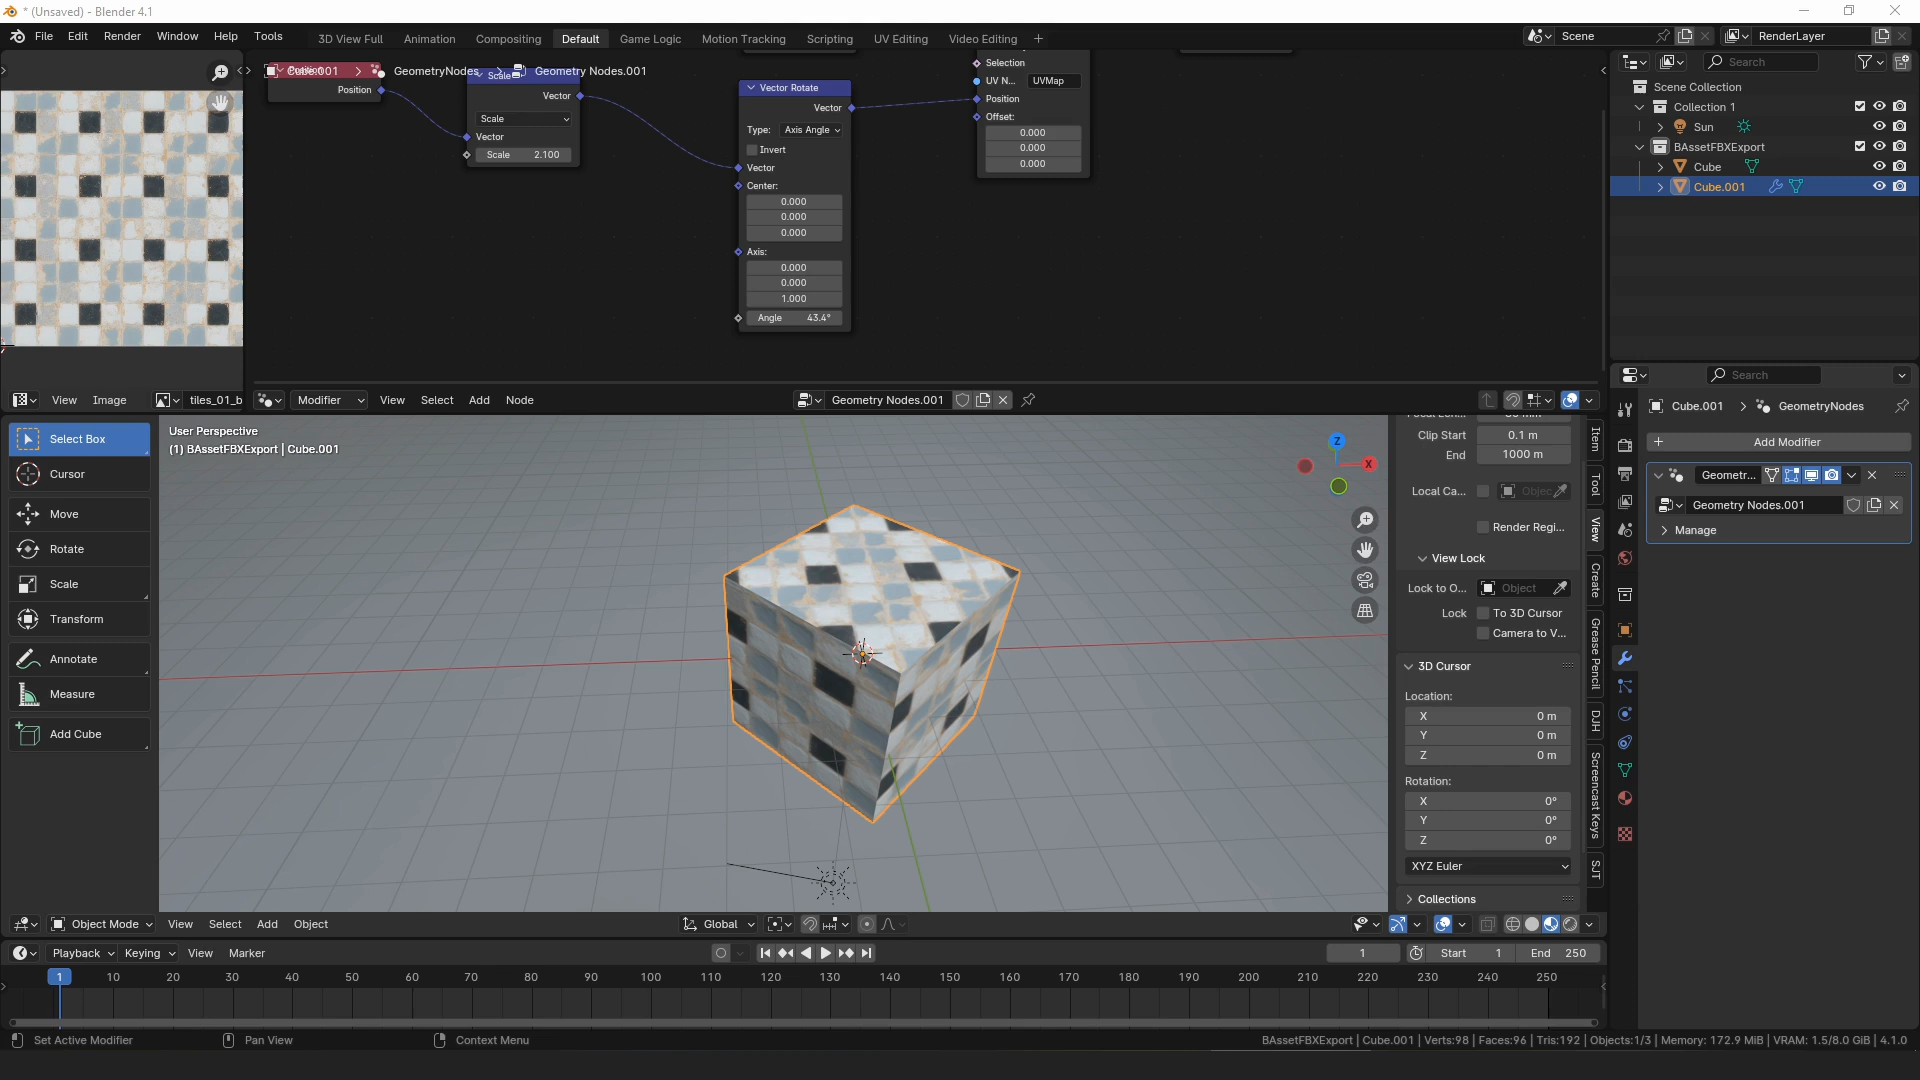 * (Unsaved) - Blender 4.1
File Edit Render Window Help Tools
3D View Full Animation Compositing Default Game Logic Motion Tracking Scripting UV Editing Video Editing +
Scene
RenderLayer
Cube.001 > GeometryNodes > Geometry Nodes.001
Position
Position
Scale
Vector
Scale
Vector
Scale 2.100
Vector Rotate
Vector
Type: Axis Angle
Invert
Vector
Center:
0.000
0.000
0.000
Axis:
0.000
0.000
1.000
Angle 43.4°
Selection
UV N... UVMap
Position
Offset:
0.000
0.000
0.000
Search
Scene Collection
Collection 1
Sun
BAssetFBXExport
Cube
Cube.001
View Image tiles_01_b
Modifier View Select Add Node Geometry Nodes.001
Search
Cube.001 > GeometryNodes
+ Add Modifier
Geometr...
Geometry Nodes.001
Manage
Select Box
Cursor
Move
Rotate
Scale
Transform
Annotate
Measure
Add Cube
User Perspective
(1) BAssetFBXExport | Cube.001
Z
X
Clip Start 0.1 m
End 1000 m
Local Ca... Objec
Render Regi...
View Lock
Lock to O... Object
Lock To 3D Cursor
Camera to V...
3D Cursor
Location:
X 0 m
Y 0 m
Z 0 m
Rotation:
X 0°
Y 0°
Z 0°
XYZ Euler
Collections
Item
Tool
View
Create
Grease Pencil
DJH
Screencast Keys
SJT
Object Mode View Select Add Object Global
Playback Keying View Marker 1 Start 1 End 250
1 10 20 30 40 50 60 70 80 90 100 110 120 130 140 150 160 170 180 190 200 210 220 230 240 250
Set Active Modifier Pan View Context Menu BAssetFBXExport | Cube.001 | Verts:98 | Faces:96 | Tris:192 | Objects:1/3 | Memory: 172.9 MiB | VRAM: 1.5/8.0 GiB | 4.1.0